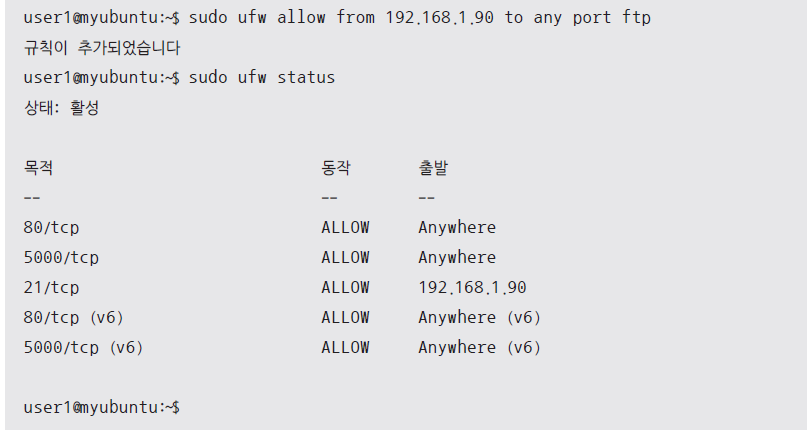 user1@myubuntu:~$ sudo ufw allow from 192.168.1.90 to any port ftp
규칙이 추가되었습니다
user1@myubuntu:~$ sudo ufw status
상태: 활성
목적 동작 출발
-- -- --
80/tcp ALLOW Anywhere
5000/tcp ALLOW Anywhere
21/tcp ALLOW 192.168.1.90
80/tcp (v6) ALLOW Anywhere (v6)
5000/tcp (v6) ALLOW Anywhere (v6)
user1@myubuntu:~$